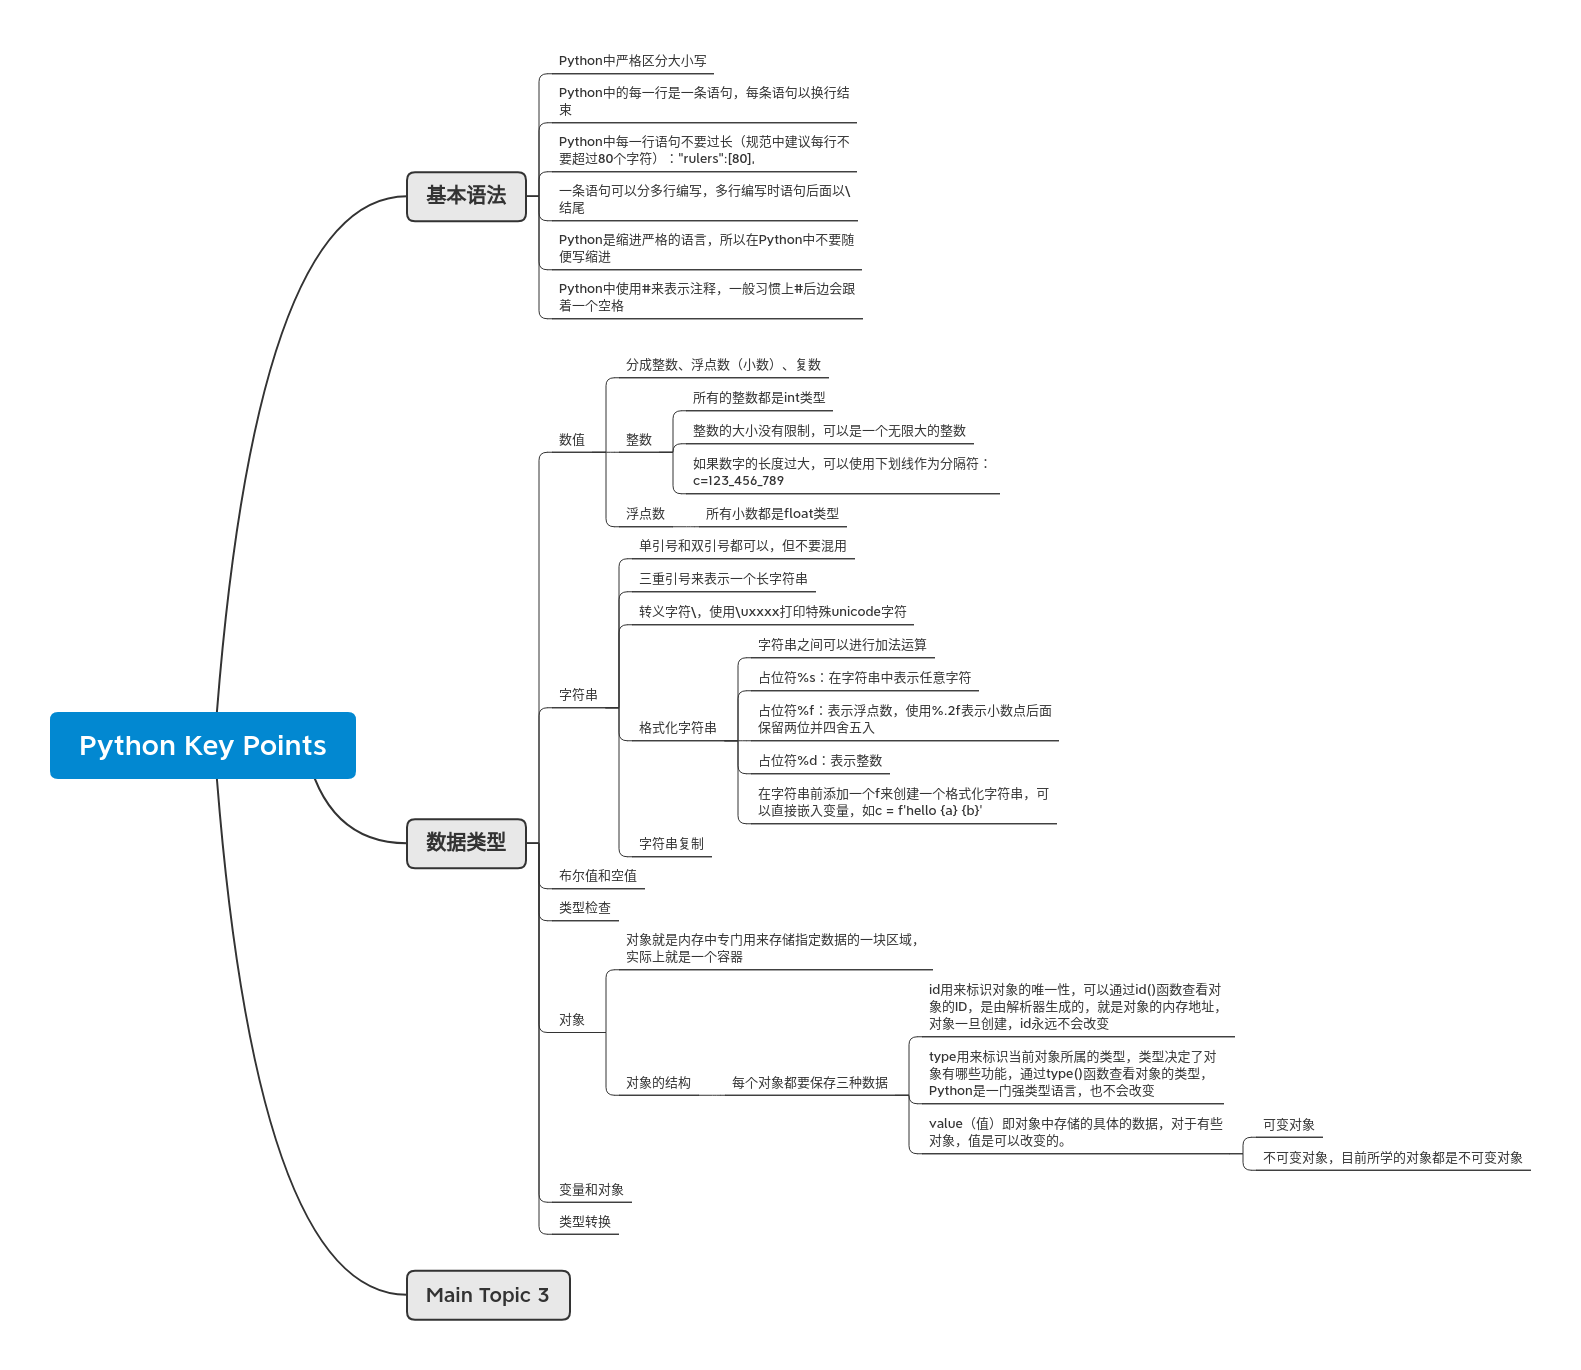 Python中严格区分大小写
Python中的每一行是一条语句，每条语句以换行结
束
Python中每一行语句不要过长（规范中建议每行不
要超过80个字符）："rulers":[80],
基本语法
一条语句可以分多行编写，多行编写时语句后面以\
结尾
Python是缩进严格的语言，所以在Python中不要随
便写缩进
Python中使用#来表示注释，一般习惯上#后边会跟
着一个空格
分成整数、浮点数（小数）、复数
所有的整数都是int类型
数值
整数
整数的大小没有限制，可以是一个无限大的整数
如果数字的长度过大，可以使用下划线作为分隔符：
c=123_456_789
浮点数
所有小数都是float类型
单引号和双引号都可以，但不要混用
三重引号来表示一个长字符串
转义字符\，使用\uxxxx打印特殊unicode字符
字符串
字符串之间可以进行加法运算
占位符%s：在字符串中表示任意字符
格式化字符串
占位符%f：表示浮点数，使用%.2f表示小数点后面
保留两位并四舍五入
占位符%d：表示整数
在字符串前添加一个f来创建一个格式化字符串，可
以直接嵌入变量，如c = f'hello {a} {b}'
字符串复制
Python Key Points
数据类型
布尔值和空值
类型检查
对象就是内存中专门用来存储指定数据的一块区域，
实际上就是一个容器
对象
id用来标识对象的唯一性，可以通过id()函数查看对
象的ID，是由解析器生成的，就是对象的内存地址，
对象一旦创建，id永远不会改变
对象的结构
每个对象都要保存三种数据
type用来标识当前对象所属的类型，类型决定了对
象有哪些功能，通过type()函数查看对象的类型，
Python是一门强类型语言，也不会改变
value（值）即对象中存储的具体的数据，对于有些
对象，值是可以改变的。
可变对象
不可变对象，目前所学的对象都是不可变对象
变量和对象
类型转换
Main Topic 3